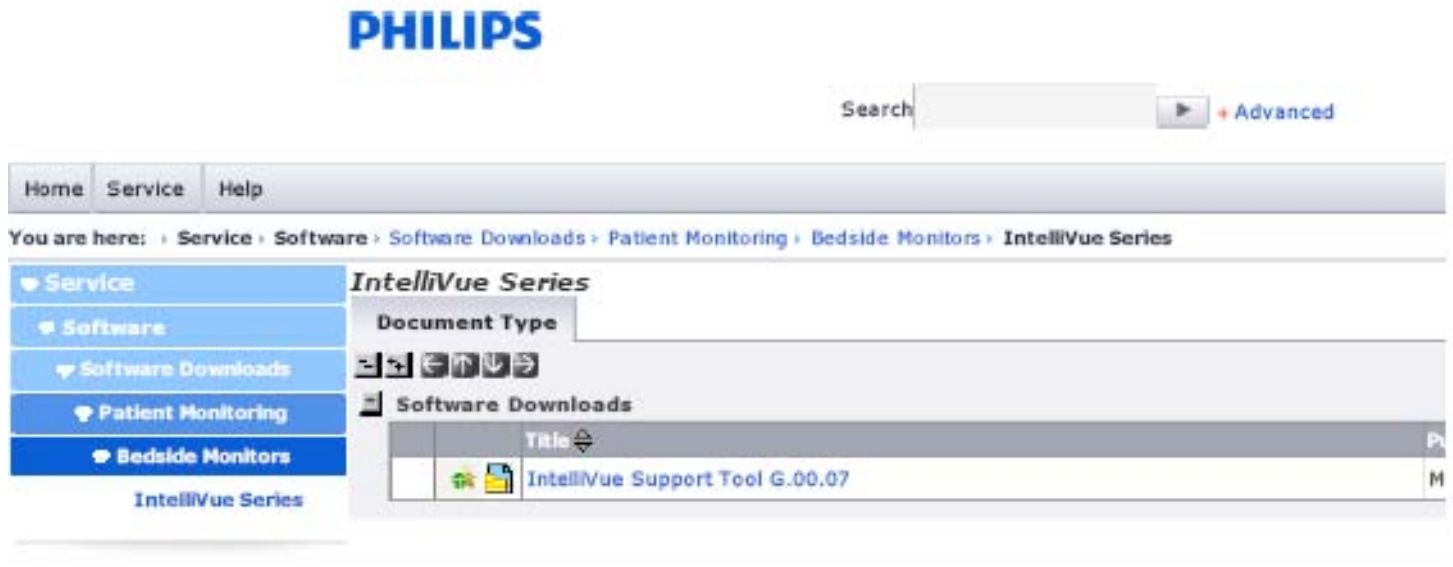 PHILIPS
Search + Advanced
Home Service Help
You are here: › Service › Software › Software Downloads › Patient Monitoring › Bedside Monitors › IntelliVue Series
Service
Software
Software Downloads
Patient Monitoring
Bedside Monitors
IntelliVue Series
IntelliVue Series
Document Type
Software Downloads
Title
IntelliVue Support Tool G.00.07
M